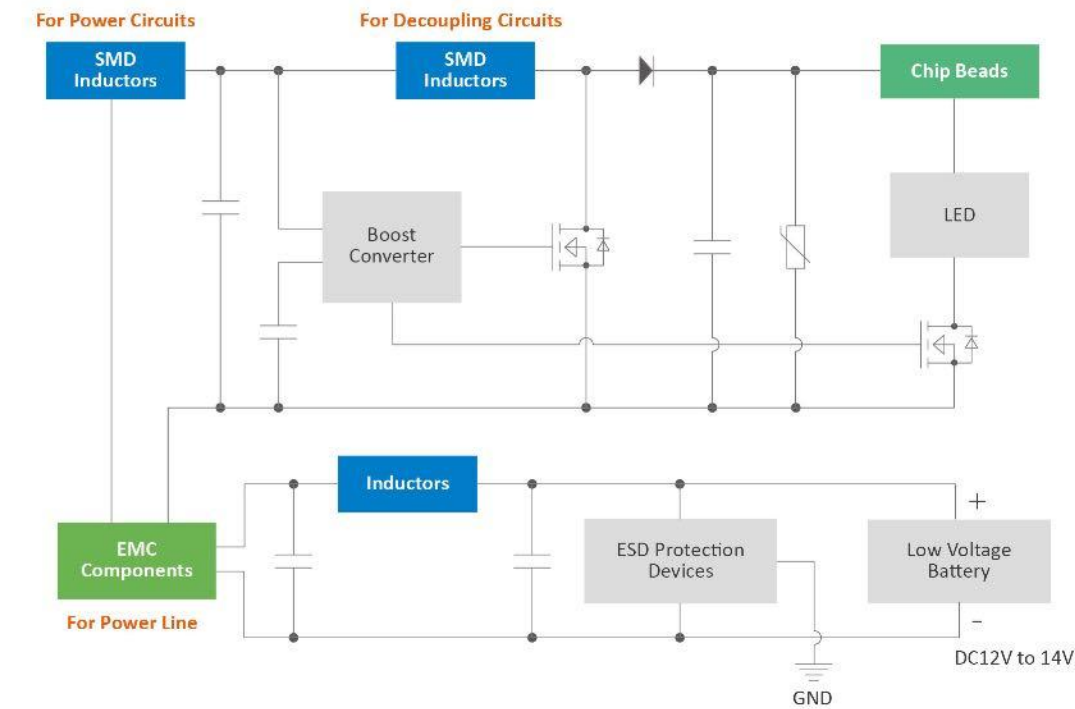 For Power Circuits
For Decoupling Circuits
SMD
Inductors
SMD
Inductors
Chip Beads
Boost
Converter
LED
Inductors
EMC
Components
For Power Line
ESD Protection
Devices
+
Low Voltage
Battery
−
DC12V to 14V
GND